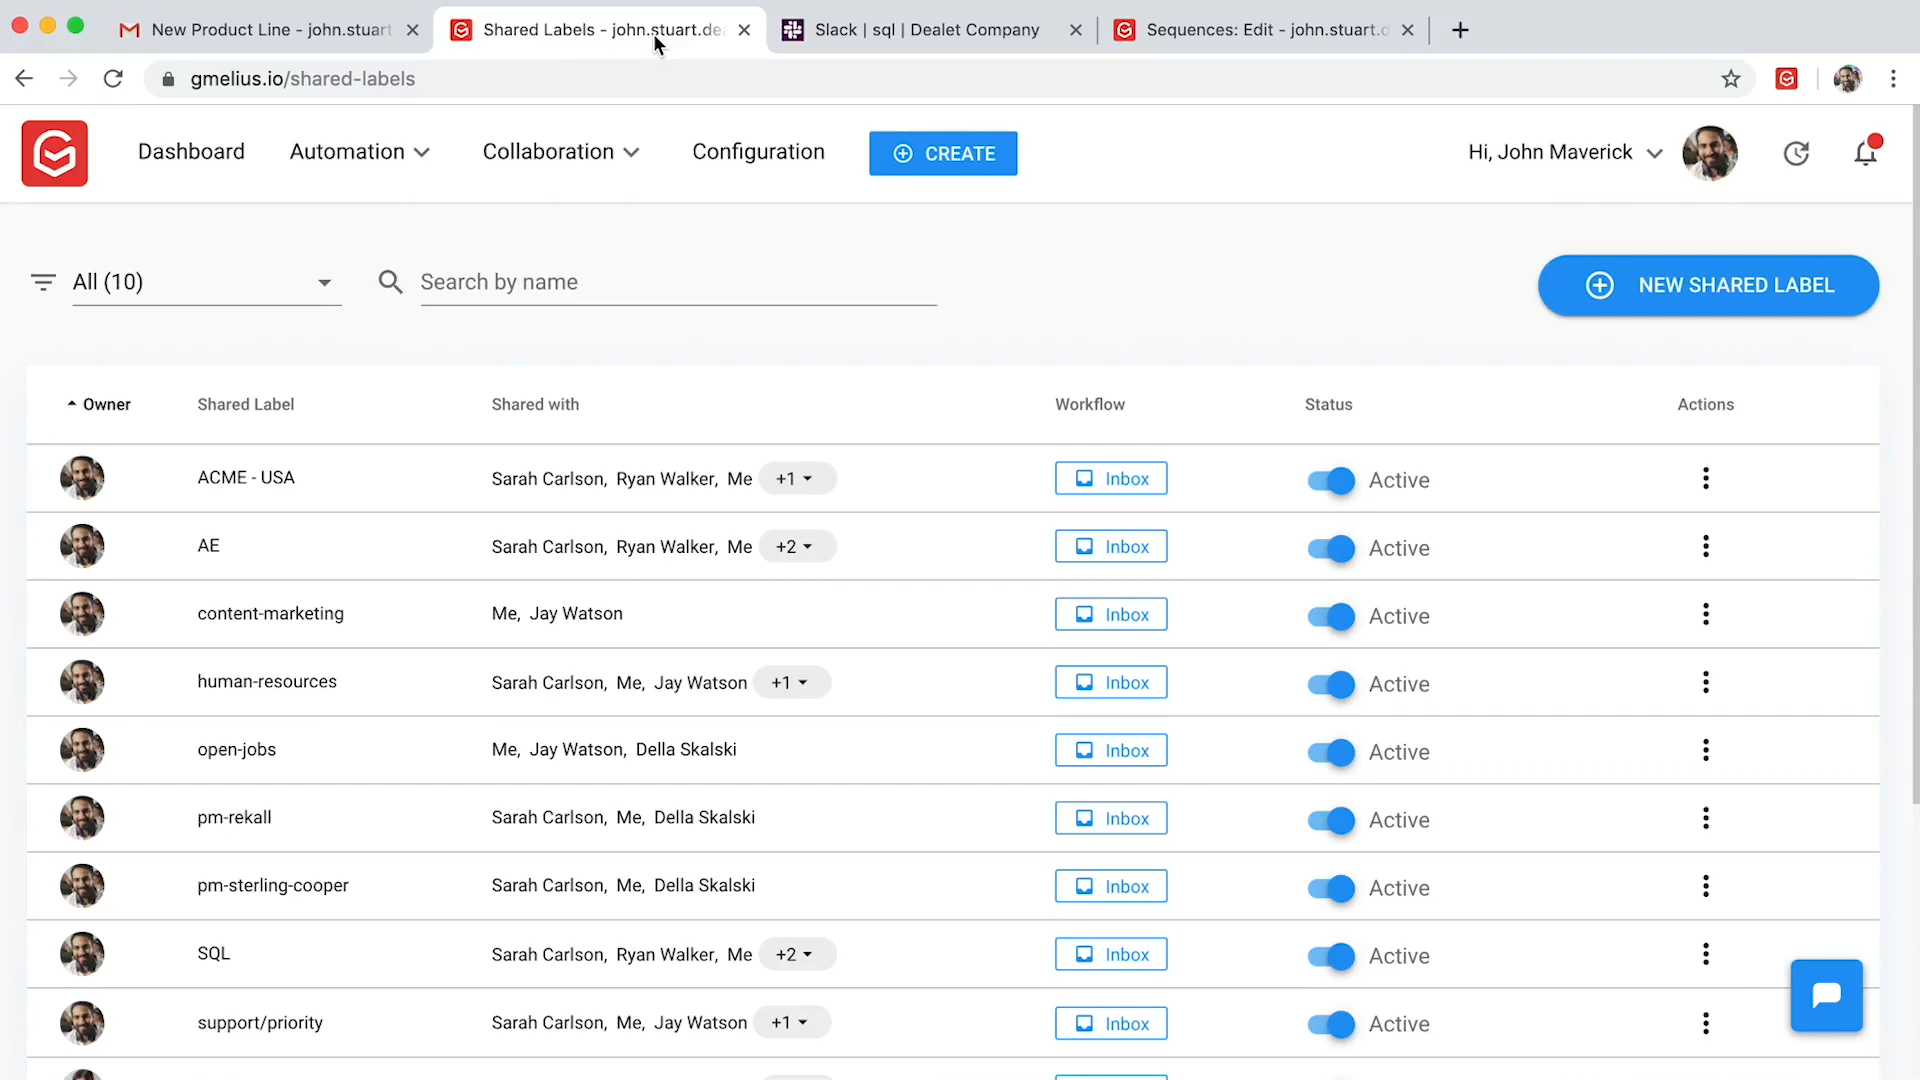 New Product Line - john.stuart
Shared Labels - john.stuart.dea
Slack | sql | Dealet Company
Sequences: Edit - john.stuart.d
gmelius.io/shared-labels
Dashboard
Automation
Collaboration
Configuration
CREATE
Hi, John Maverick
All (10)
Search by name
NEW SHARED LABEL
Owner Shared Label Shared with Workflow Status Actions
ACME - USA Sarah Carlson, Ryan Walker, Me +1 Inbox Active
AE Sarah Carlson, Ryan Walker, Me +2 Inbox Active
content-marketing Me, Jay Watson Inbox Active
human-resources Sarah Carlson, Me, Jay Watson +1 Inbox Active
open-jobs Me, Jay Watson, Della Skalski Inbox Active
pm-rekall Sarah Carlson, Me, Della Skalski Inbox Active
pm-sterling-cooper Sarah Carlson, Me, Della Skalski Inbox Active
SQL Sarah Carlson, Ryan Walker, Me +2 Inbox Active
support/priority Sarah Carlson, Me, Jay Watson +1 Inbox Active